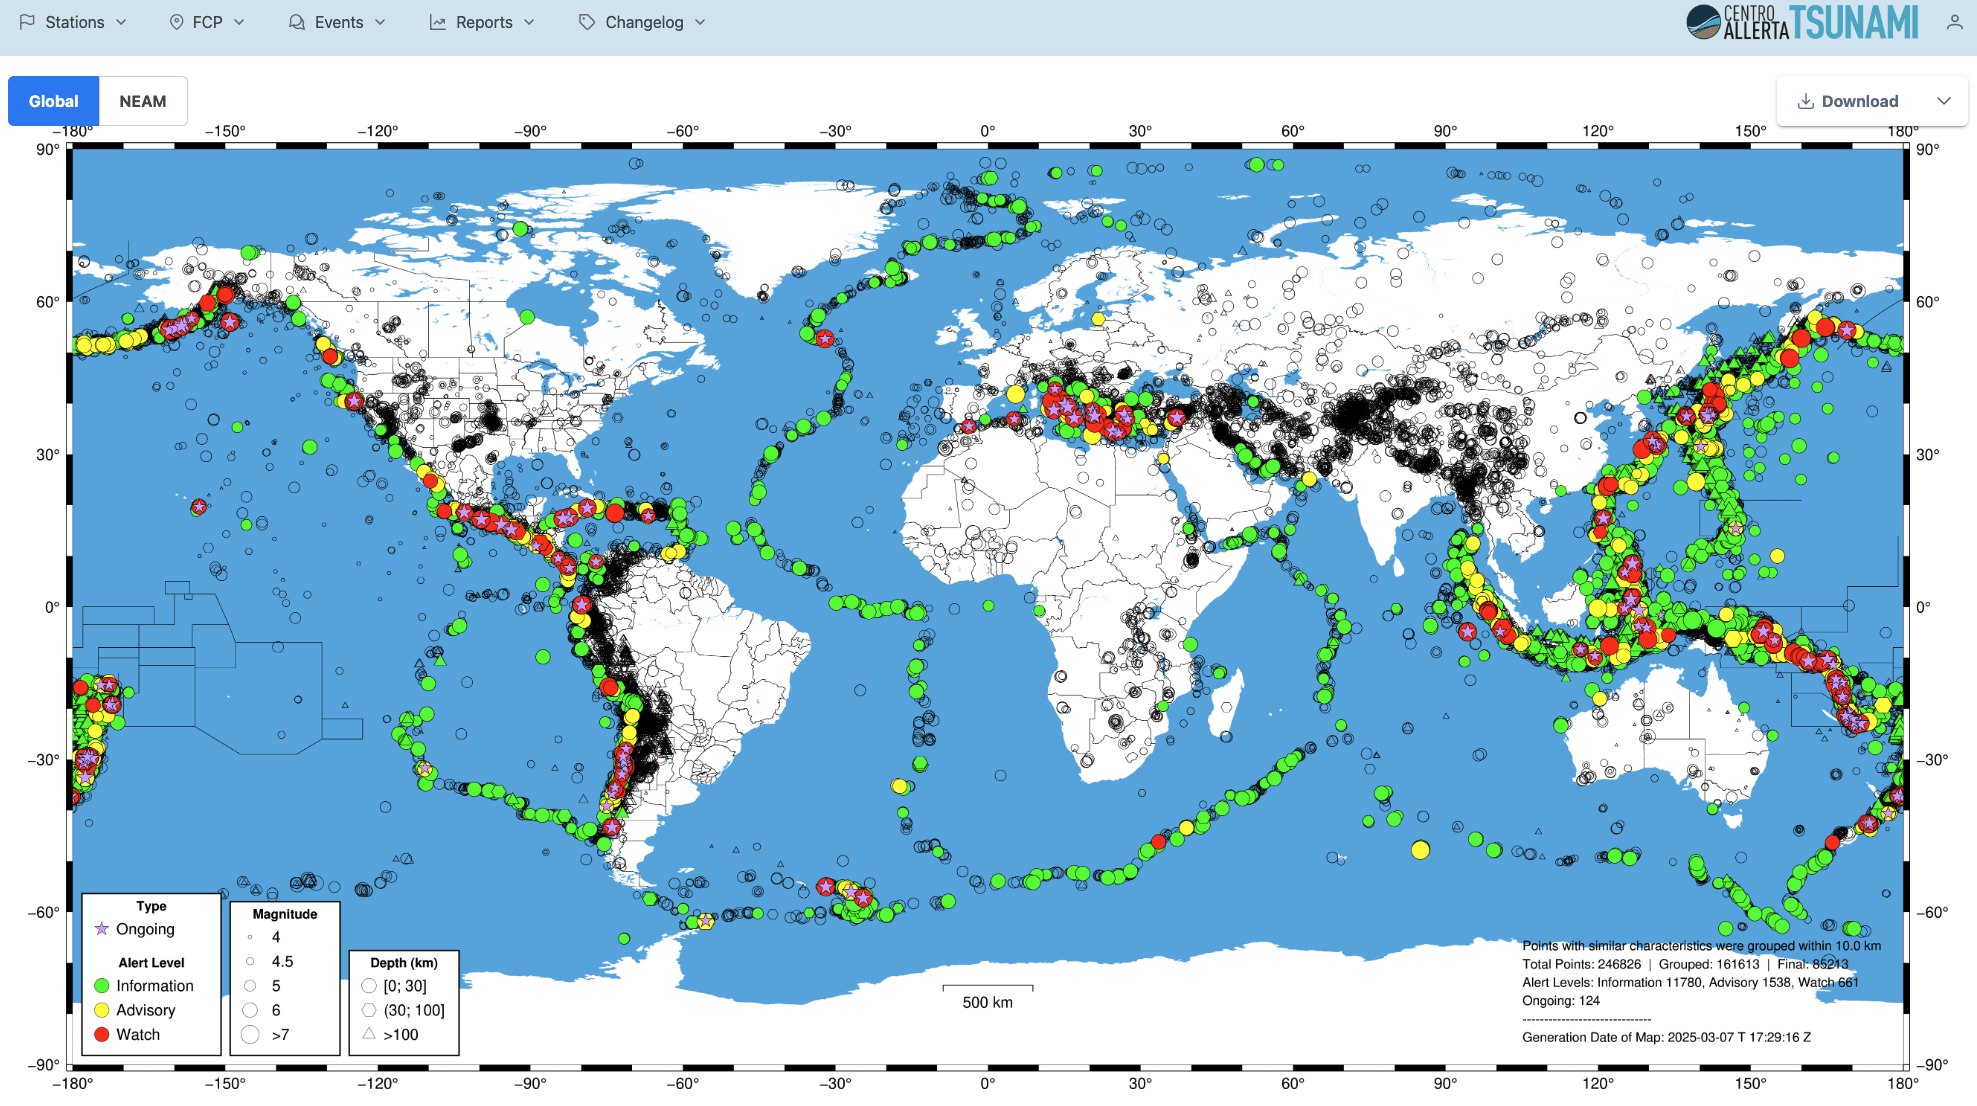 Stations
FCP
Events
Reports
Changelog
CENTRO
ALLERTA TSUNAMI
Global
NEAM
Download
−180° −150° −120° −90° −60° −30° 0° 30° 60° 90° 120° 150° 180°
90° 90°
60° 60°
30° 30°
0° 0°
−30° −30°
−60° −60°
−90° −90°
Type
Ongoing
Alert Level
Information
Advisory
Watch
Magnitude
4
4.5
5
6
>7
Depth (km)
[0; 30]
(30; 100]
>100
500 km
Points with similar characteristics were grouped within 10.0 km
Total Points: 246826 | Grouped: 161613 | Final: 85213
Alert Levels: Information 11780, Advisory 1538, Watch 661
Ongoing: 124
------------------------------
Generation Date of Map: 2025-03-07 T 17:29:16 Z
−180° −150° −120° −90° −60° −30° 0° 30° 60° 90° 120° 150° 180°